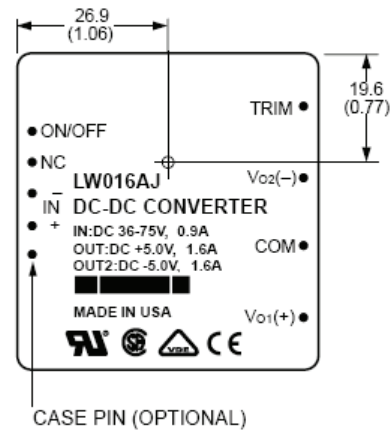 26.9
(1.06)
19.6
(0.77)
TRIM
ON/OFF
NC
VO2(–)
–
IN
+
LW016AJ
DC-DC CONVERTER
IN:DC 36-75V, 0.9A
OUT:DC +5.0V, 1.6A
OUT2:DC -5.0V, 1.6A
COM
MADE IN USA
VO1(+)
VDE
CE
CASE PIN (OPTIONAL)